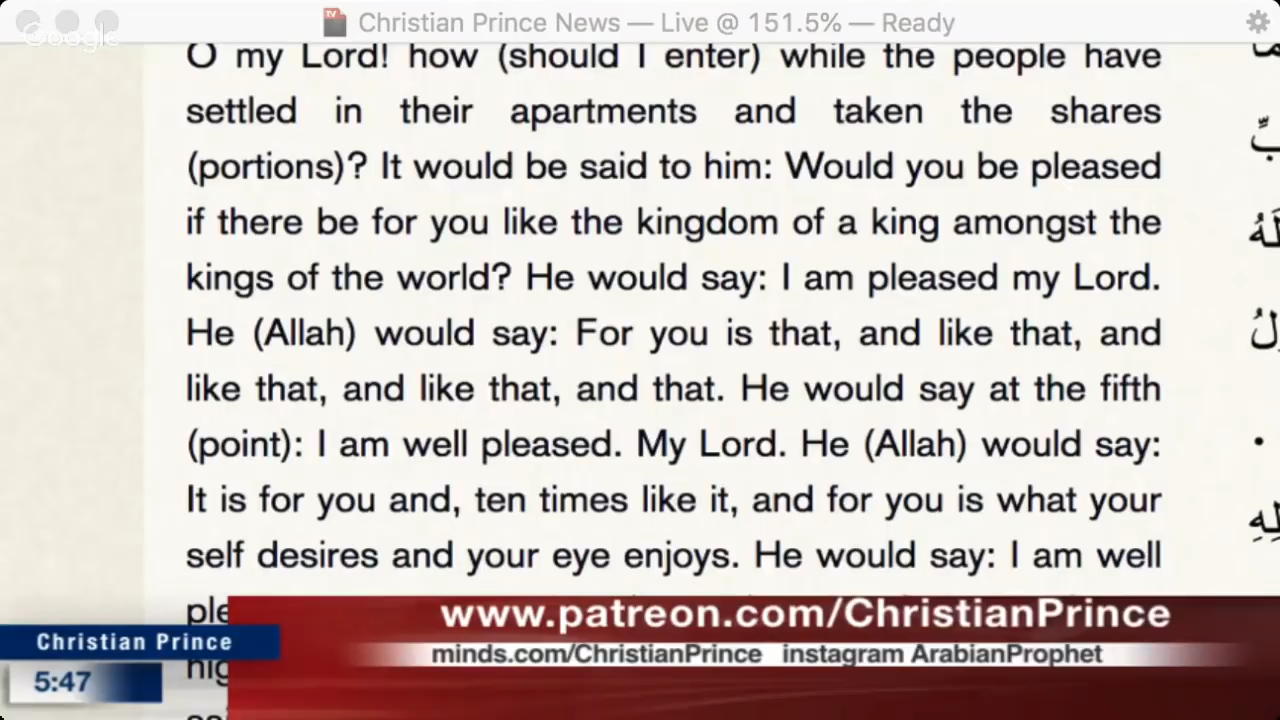 Christian Prince News — Live @ 151.5% — Ready
Google
O my Lord! how (should I enter) while the people have
settled in their apartments and taken the shares
(portions)? It would be said to him: Would you be pleased
if there be for you like the kingdom of a king amongst the
kings of the world? He would say: I am pleased my Lord.
He (Allah) would say: For you is that, and like that, and
like that, and like that, and that. He would say at the fifth
(point): I am well pleased. My Lord. He (Allah) would say:
It is for you and, ten times like it, and for you is what your
self desires and your eye enjoys. He would say: I am well
ple
www.patreon.com/ChristianPrince
Christian Prince
minds.com/ChristianPrince instagram ArabianProphet
nig
5:47